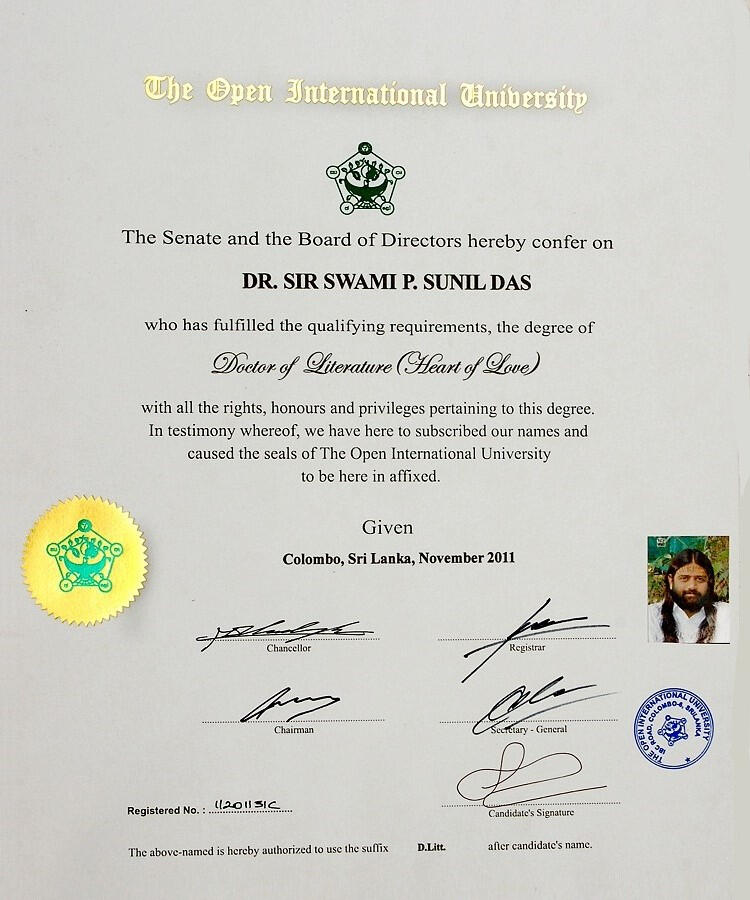 The Open International University
The Senate and the Board of Directors hereby confer on
DR. SIR SWAMI P. SUNIL DAS
who has fulfilled the qualifying requirements, the degree of
Doctor of Literature (Heart of Love)
with all the rights, honours and privileges pertaining to this degree.
In testimony whereof, we have here to subscribed our names and
caused the seals of The Open International University
to be here in affixed.
Given
Colombo, Sri Lanka, November 2011
Chancellor
Registrar
Chairman
Secretary - General
THE OPEN INTERNATIONAL UNIVERSITY
IBC ROAD, COLOMBO-6, SRILANKA
Candidate's Signature
Registered No. :
The above-named is hereby authorized to use the suffix D.Litt. after candidate's name.